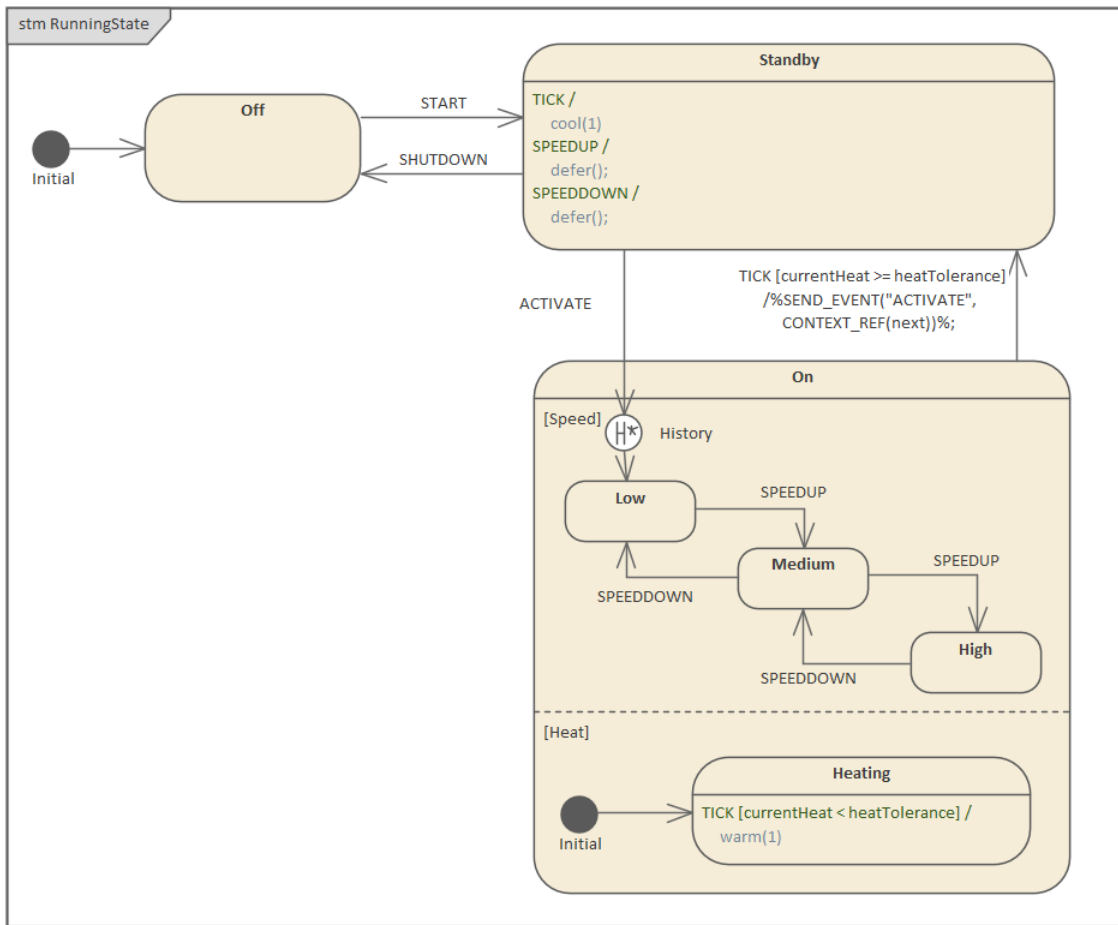 stm RunningState
Initial
Off
START
SHUTDOWN
Standby
TICK /
cool(1)
SPEEDUP /
defer();
SPEEDDOWN /
defer();
ACTIVATE
TICK [currentHeat >= heatTolerance]
/%SEND_EVENT("ACTIVATE",
CONTEXT_REF(next))%;
On
[Speed]
H*
History
Low
SPEEDUP
Medium
SPEEDDOWN
SPEEDUP
High
SPEEDDOWN
[Heat]
Initial
Heating
TICK [currentHeat < heatTolerance] /
warm(1)